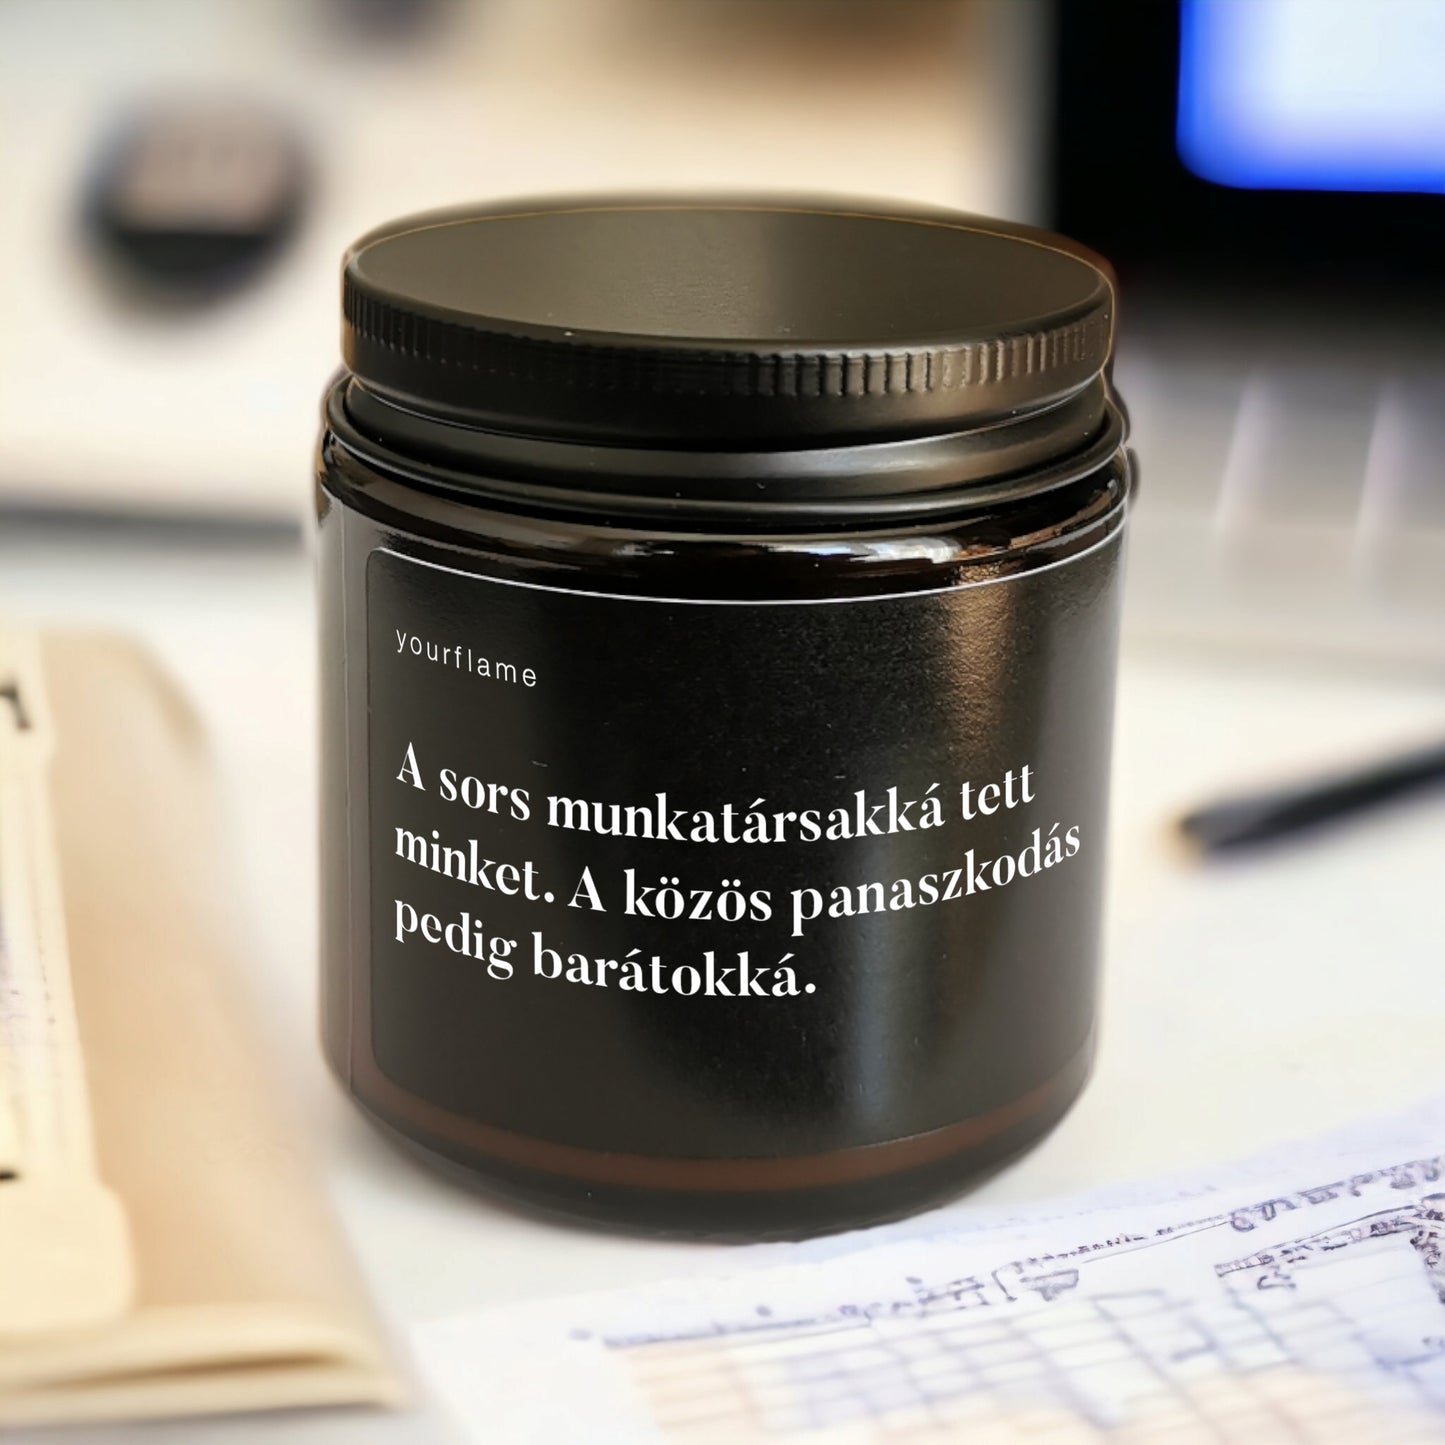 yourflame
A sors munkatársakká tett
minket. A közös panaszkodás
pedig barátokká.